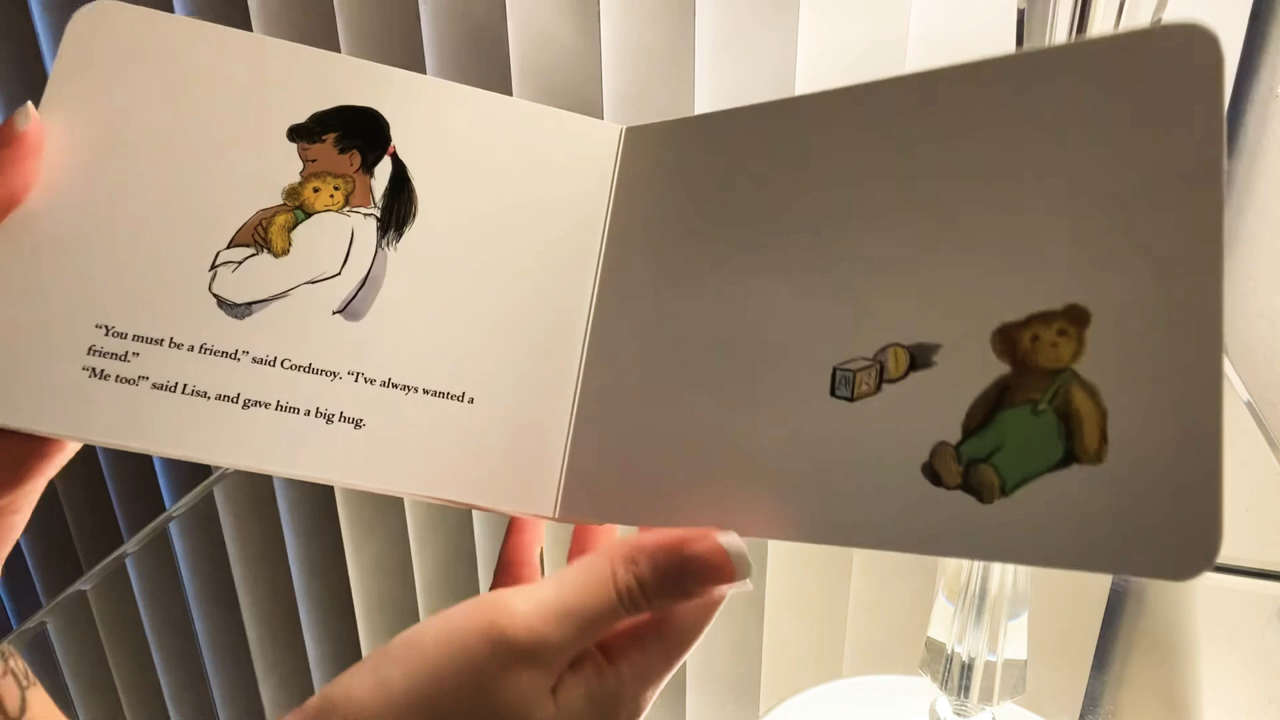 “You must be a friend,” said Corduroy. “I’ve always wanted a
friend.”
“Me too!” said Lisa, and gave him a big hug.